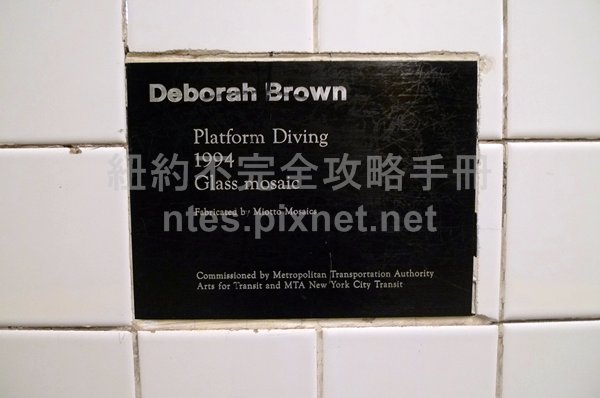 Deborah Brown
Platform Diving
1994
Glass mosaic
紐約不完全攻略手冊
Fabricated by Miotto Mosaics
ntes.pixnet.net
Commissioned by Metropolitan Transportation Authority
Arts for Transit and MTA New York City Transit